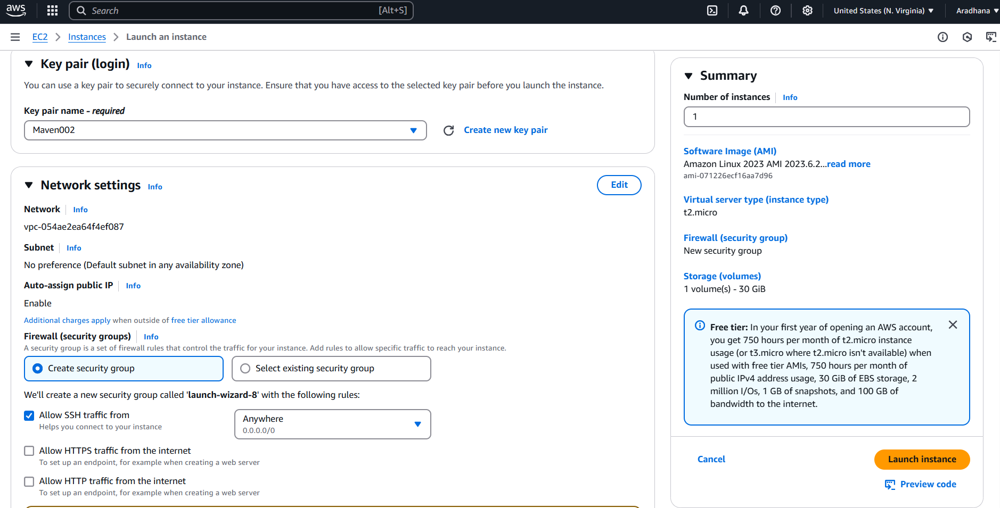 aws
Search
[Alt+S]
United States (N. Virginia)
Aradhana
EC2
Instances
Launch an instance
Key pair (login)
Info
You can use a key pair to securely connect to your instance. Ensure that you have access to the selected key pair before you launch the instance.
Key pair name - required
Maven002
Create new key pair
Network settings
Info
Edit
Network
Info
vpc-054ae2ea64f4ef087
Subnet
Info
No preference (Default subnet in any availability zone)
Auto-assign public IP
Info
Enable
Additional charges apply when outside of free tier allowance
Firewall (security groups)
Info
A security group is a set of firewall rules that control the traffic for your instance. Add rules to allow specific traffic to reach your instance.
Create security group
Select existing security group
We'll create a new security group called 'launch-wizard-8' with the following rules:
Allow SSH traffic from
Helps you connect to your instance
Anywhere
0.0.0.0/0
Allow HTTPS traffic from the internet
To set up an endpoint, for example when creating a web server
Allow HTTP traffic from the internet
To set up an endpoint, for example when creating a web server
Summary
Number of instances
Info
1
Software Image (AMI)
Amazon Linux 2023 AMI 2023.6.2...read more
ami-071226ecf16aa7d96
Virtual server type (instance type)
t2.micro
Firewall (security group)
New security group
Storage (volumes)
1 volume(s) - 30 GiB
Free tier: In your first year of opening an AWS account,
you get 750 hours per month of t2.micro instance
usage (or t3.micro where t2.micro isn't available) when
used with free tier AMIs, 750 hours per month of
public IPv4 address usage, 30 GiB of EBS storage, 2
million I/Os, 1 GB of snapshots, and 100 GB of
bandwidth to the internet.
Cancel
Launch instance
Preview code